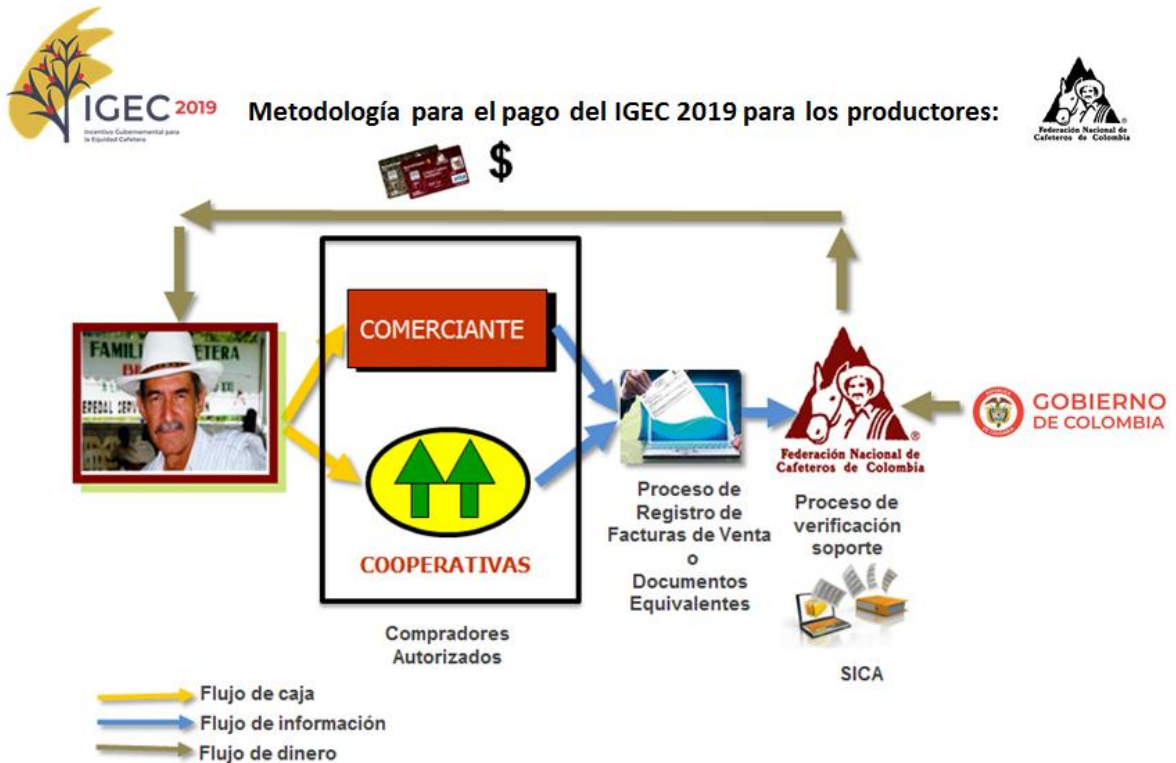 IGEC 2019
Incentivo Gubernamental para
la Equidad Cafetera
Metodología para el pago del IGEC 2019 para los productores:
Federación Nacional de
Cafeteros de Colombia
$
COMERCIANTE
COOPERATIVAS
Compradores
Autorizados
Proceso de
Registro de
Facturas de Venta
o
Documentos
Equivalentes
Federación Nacional de
Cafeteros de Colombia
Proceso de
verificación
soporte
SICA
GOBIERNO
DE COLOMBIA
Flujo de caja
Flujo de información
Flujo de dinero